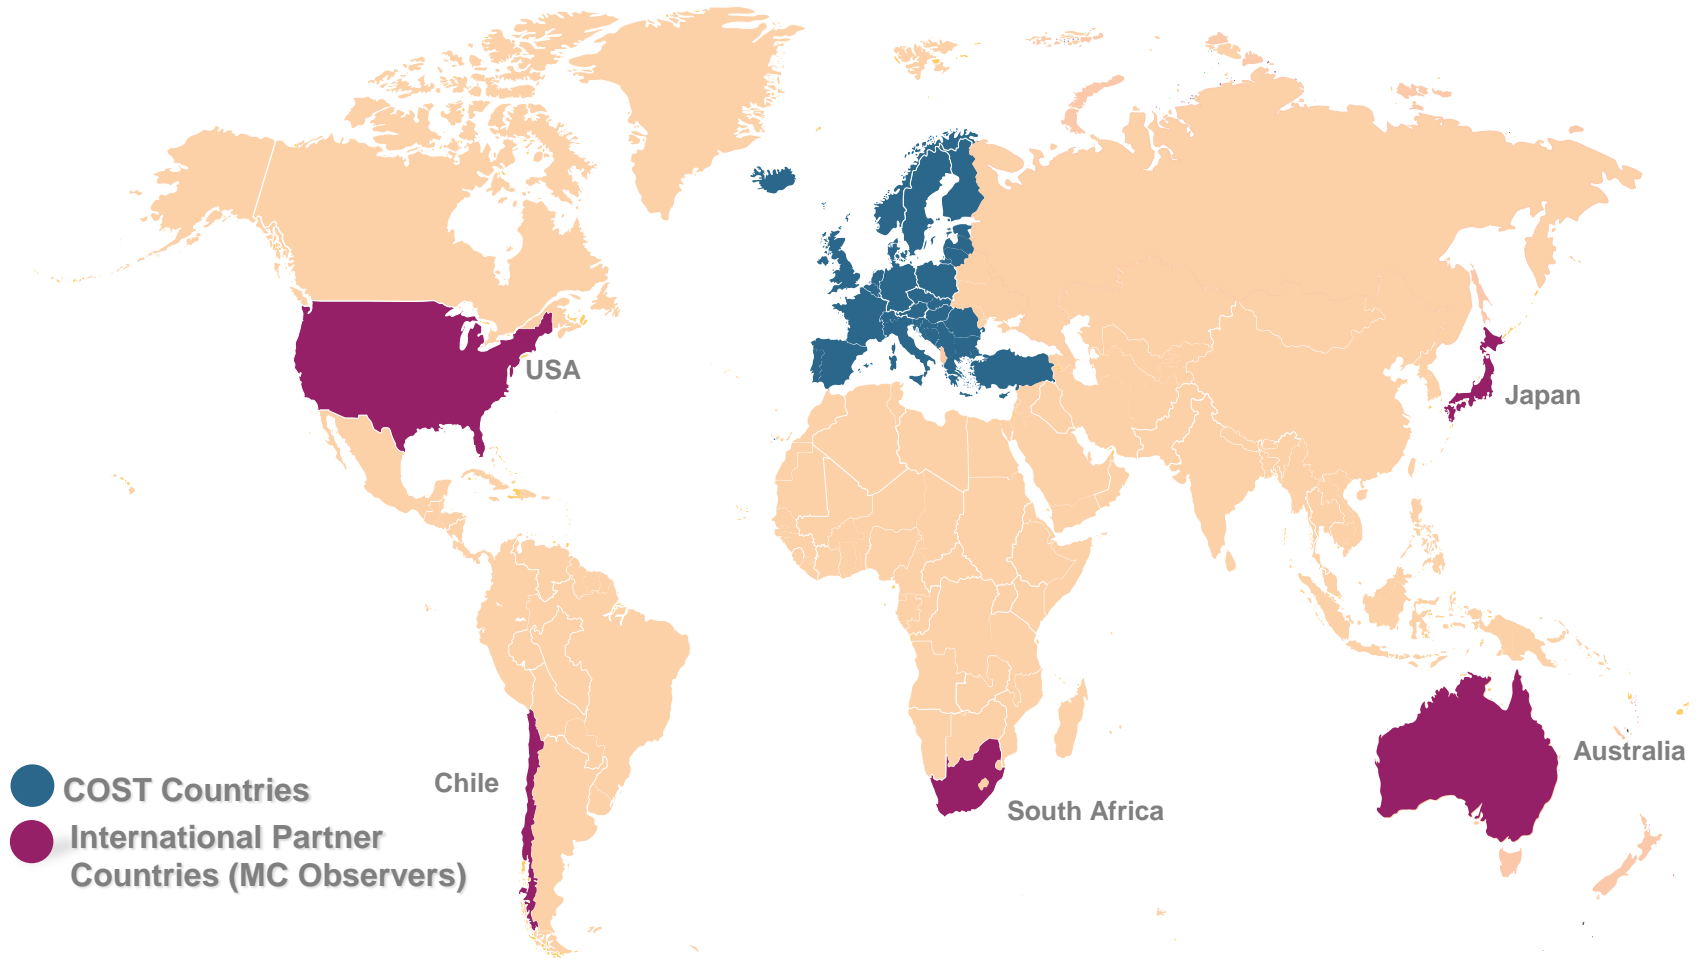 USA
Japan
Australia
Chile
COST Countries
South Africa
International Partner
Countries (MC Observers)